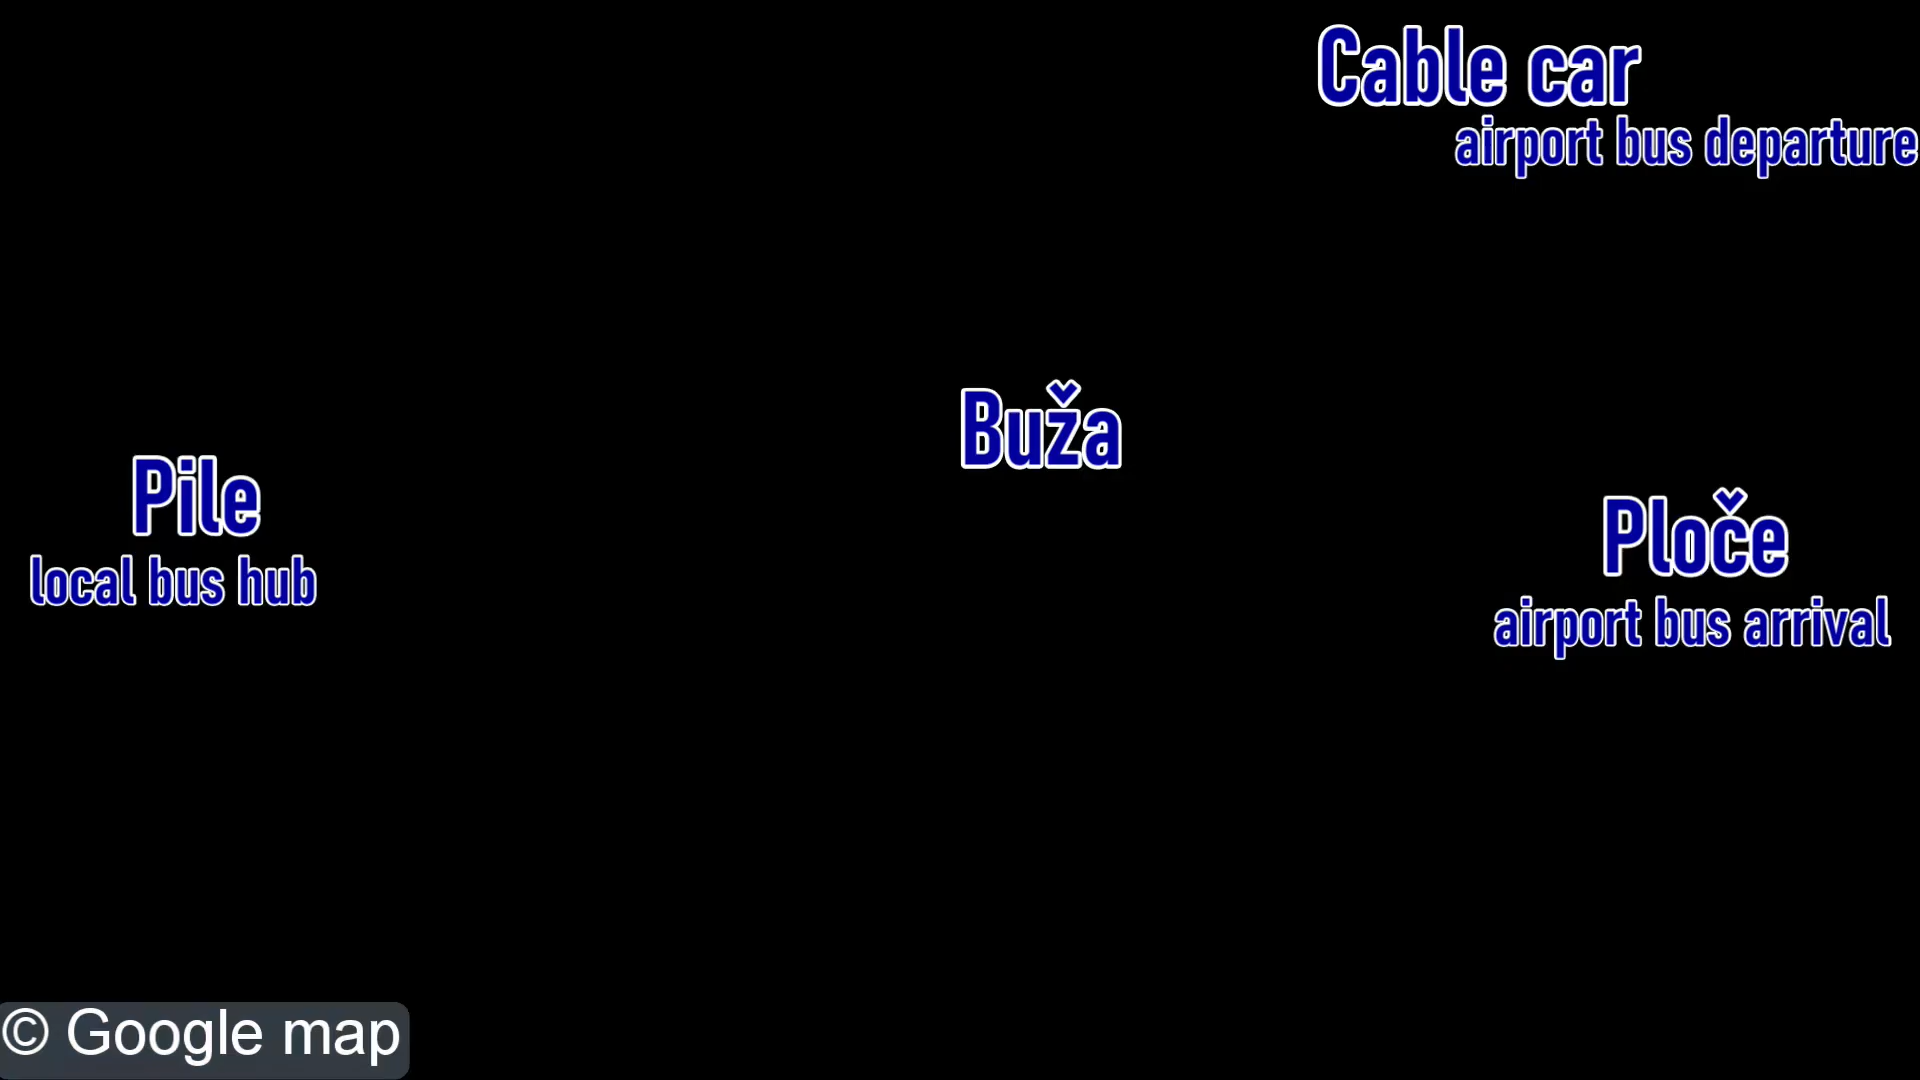 Cable car
airport bus departure
Buža
Pile
local bus hub
Ploče
airport bus arrival
© Google map